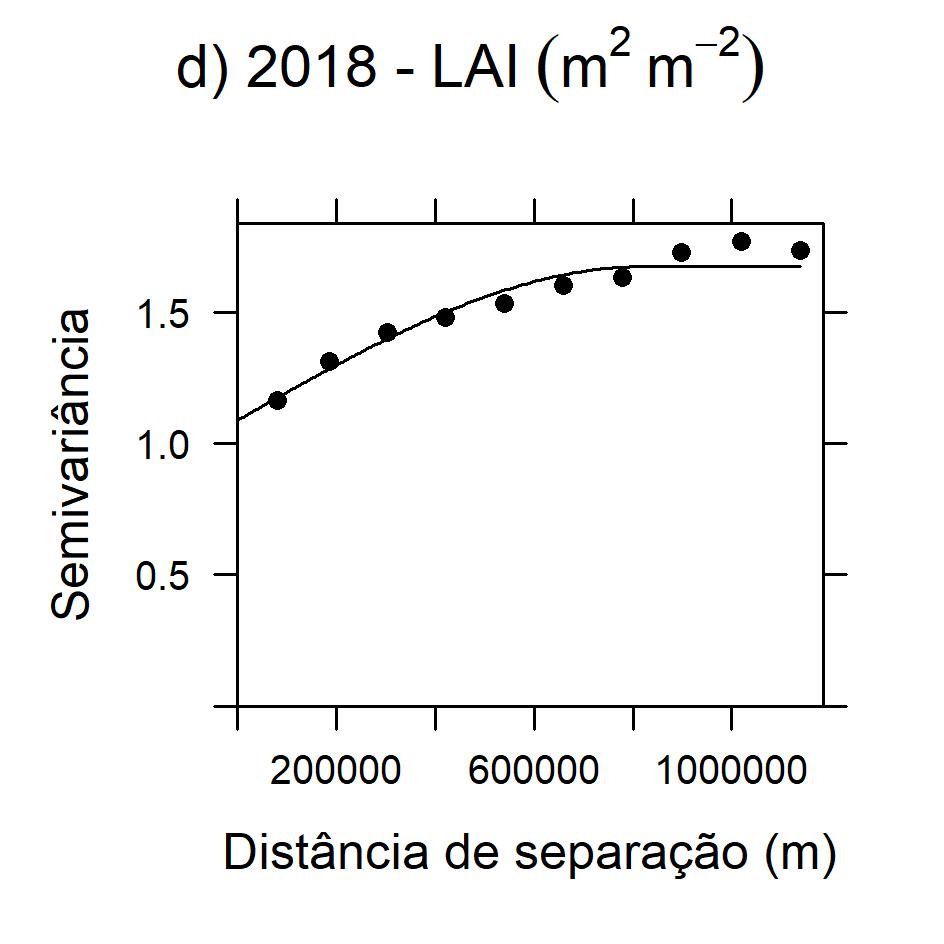 d) 2018 - LAI (m² m⁻²)
1.5
1.0
0.5
Semivariância
200000 600000 1000000
Distância de separação (m)